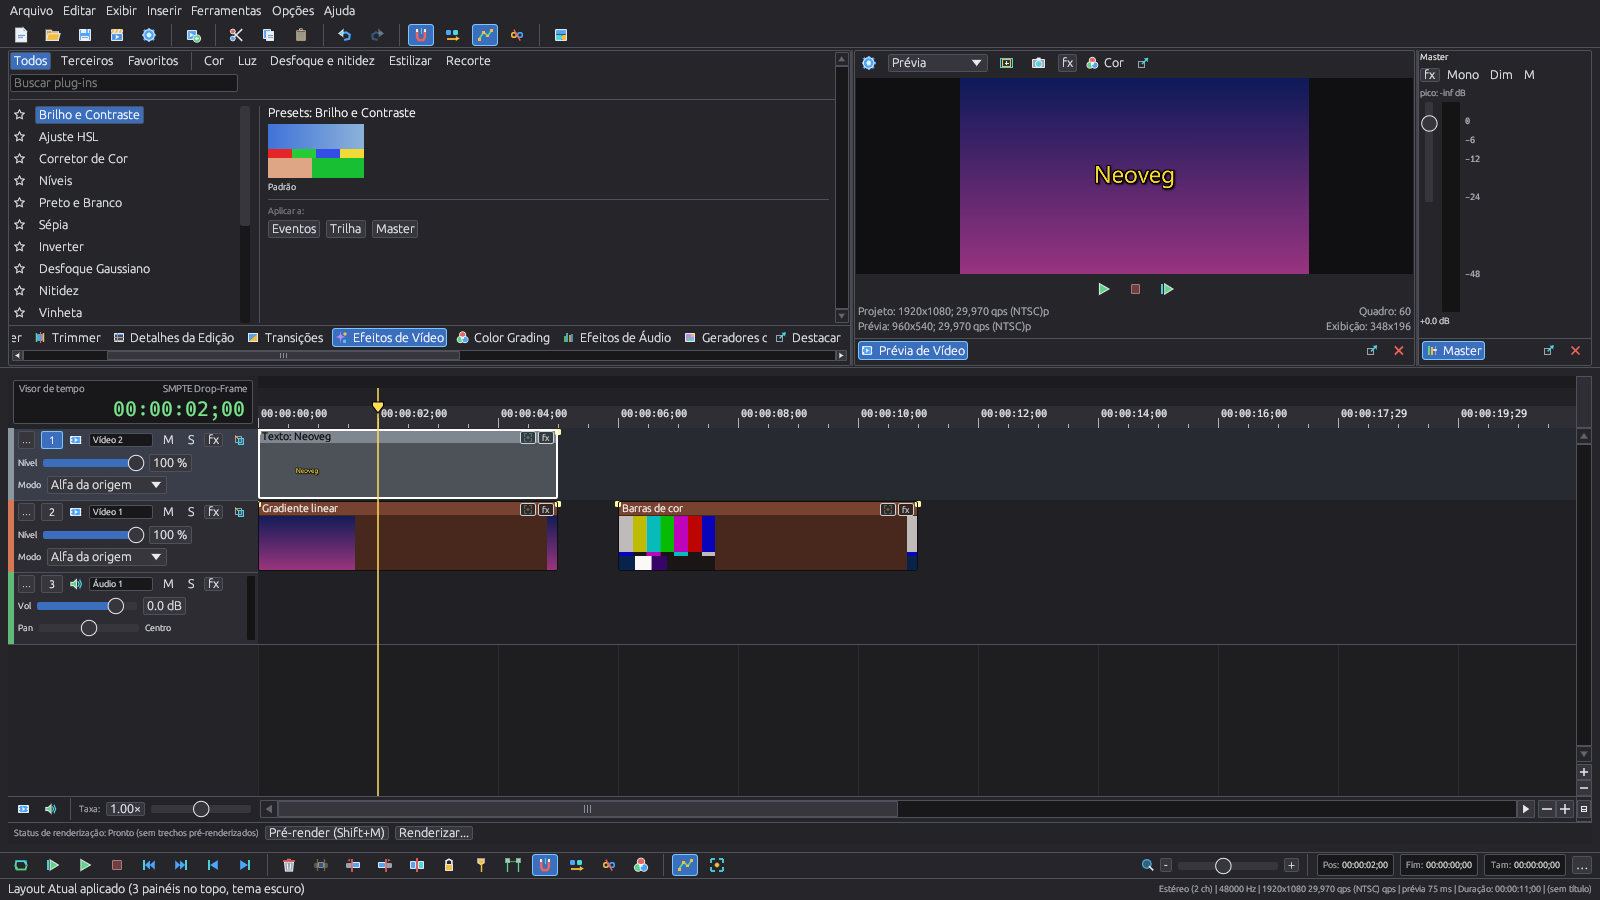 Arquivo Editar Exibir Inserir Ferramentas Opções Ajuda
Todos Terceiros Favoritos Cor Luz Desfoque e nitidez Estilizar Recorte
Buscar plug-ins
Brilho e Contraste
Ajuste HSL
Corretor de Cor
Níveis
Preto e Branco
Sépia
Inverter
Desfoque Gaussiano
Nitidez
Vinheta
Presets: Brilho e Contraste
Padrão
Aplicar a:
Eventos Trilha Master
er Trimmer Detalhes da Edição Transições Efeitos de Vídeo Color Grading Efeitos de Áudio Geradores c Destacar
Prévia fx Cor
Neoveg
Projeto: 1920x1080; 29,970 qps (NTSC)p Quadro: 60
Prévia: 960x540; 29,970 qps (NTSC)p Exibição: 348x196
Prévia de Vídeo
Master
fx Mono Dim M
pico: -inf dB
0
-6
-12
-24
-48
+0.0 dB
Master
Visor de tempo SMPTE Drop-Frame
00:00:02;00
00:00:00;00 00:00:02;00 00:00:04;00 00:00:06;00 00:00:08;00 00:00:10;00 00:00:12;00 00:00:14;00 00:00:16;00 00:00:17;29 00:00:19;29
... 1 Vídeo 2 M S fx
Nível 100 %
Modo Alfa da origem
Texto: Neoveg fx
Neoveg
... 2 Vídeo 1 M S fx
Nível 100 %
Modo Alfa da origem
Gradiente linear fx
Barras de cor fx
... 3 Áudio 1 M S fx
Vol 0.0 dB
Pan Centro
Taxa: 1.00×
Status de renderização: Pronto (sem trechos pré-renderizados) Pré-render (Shift+M) Renderizar...
Pos: 00:00:02;00 Fim: 00:00:00;00 Tam: 00:00:00;00 ...
Layout Atual aplicado (3 painéis no topo, tema escuro)
Estéreo (2 ch) | 48000 Hz | 1920x1080 29,970 qps (NTSC) qps | prévia 75 ms | Duração: 00:00:11;00 | (sem título)